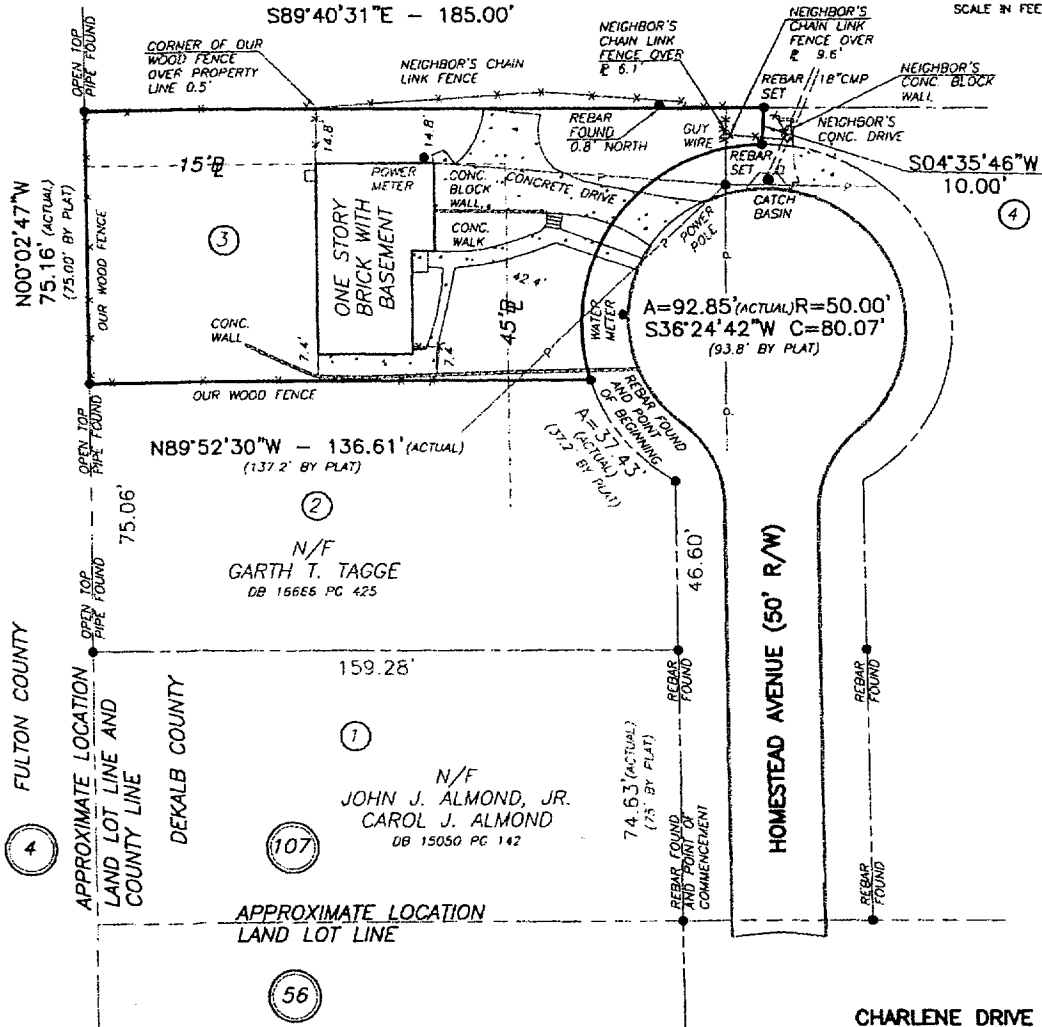 S89°40'31"E - 185.00'
SCALE IN FEE
OPEN TOP
PIPE FOUND
CORNER OF OUR
WOOD FENCE
OVER PROPERTY
LINE 0.5'
NEIGHBOR'S CHAIN
LINK FENCE
NEIGHBOR'S
CHAIN LINK
FENCE OVER
℄ 6.1'
NEIGHBOR'S
CHAIN LINK
FENCE OVER
℄ 9.6'
REBAR
SET
18"CMP
NEIGHBOR'S
CONC. BLOCK
WALL
NEIGHBOR'S
CONC. DRIVE
REBAR
FOUND
0.8' NORTH
GUY
WIRE
REBAR
SET
S04°35'46"W
10.00'
4
CATCH
BASIN
14.8'
14.8'
15'
POWER
METER
CONC.
BLOCK
WALL
CONCRETE DRIVE
CONC.
WALK
POWER
POLE
N00°02'47"W
75.16' (ACTUAL)
(75.00' BY PLAT)
OUR WOOD FENCE
3
ONE STORY
BRICK WITH
BASEMENT
42.4'
45'
WATER
METER
A=92.85'(ACTUAL)R=50.00'
S36°24'42"W C=80.07'
(93.8' BY PLAT)
CONC.
WALL
7.4'
7.4'
OUR WOOD FENCE
REBAR FOUND
AND POINT
OF BEGINNING
A=37.43'
(ACTUAL)
(37.2' BY PLAT)
N89°52'30"W - 136.61' (ACTUAL)
(137.2' BY PLAT)
OPEN TOP
PIPE FOUND
75.06'
2
N/F
GARTH T. TAGGE
DB 16666 PG 425
46.60'
OPEN TOP
PIPE FOUND
159.28'
REBAR
FOUND
REBAR
FOUND
HOMESTEAD AVENUE (50' R/W)
FULTON COUNTY
4
APPROXIMATE LOCATION
LAND LOT LINE AND
COUNTY LINE
DEKALB COUNTY
1
N/F
JOHN J. ALMOND, JR.
CAROL J. ALMOND
DB 15050 PG 142
107
74.63'(ACTUAL)
(75' BY PLAT)
REBAR FOUND
AND POINT OF
COMMENCEMENT
REBAR
FOUND
APPROXIMATE LOCATION
LAND LOT LINE
56
CHARLENE DRIVE
P
P
P
P
P
P